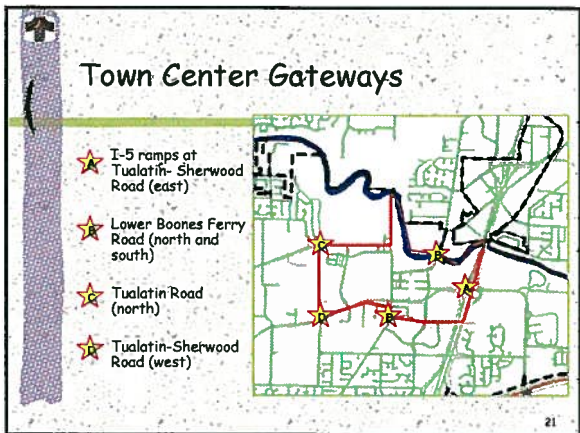 Town Center Gateways
A
I-5 ramps at
Tualatin- Sherwood
Road (east)
B
Lower Boones Ferry
Road (north and
south)
C
Tualatin Road
(north)
D
Tualatin-Sherwood
Road (west)
C
B
A
D
B
21